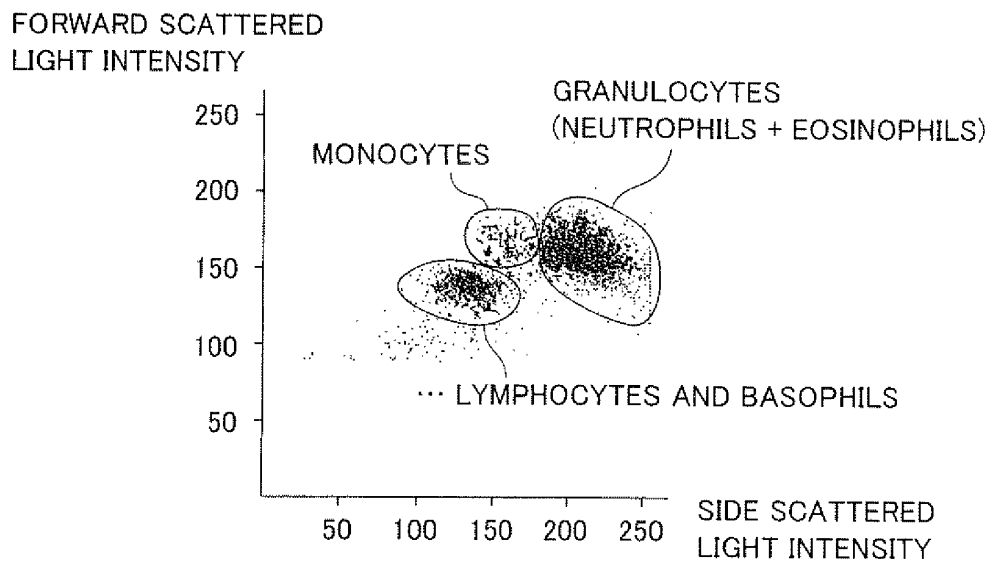 FORWARD SCATTERED
LIGHT INTENSITY
GRANULOCYTES
(NEUTROPHILS + EOSINOPHILS)
MONOCYTES
250
200
150
100
50
... LYMPHOCYTES AND BASOPHILS
50 100 150 200 250
SIDE SCATTERED
LIGHT INTENSITY